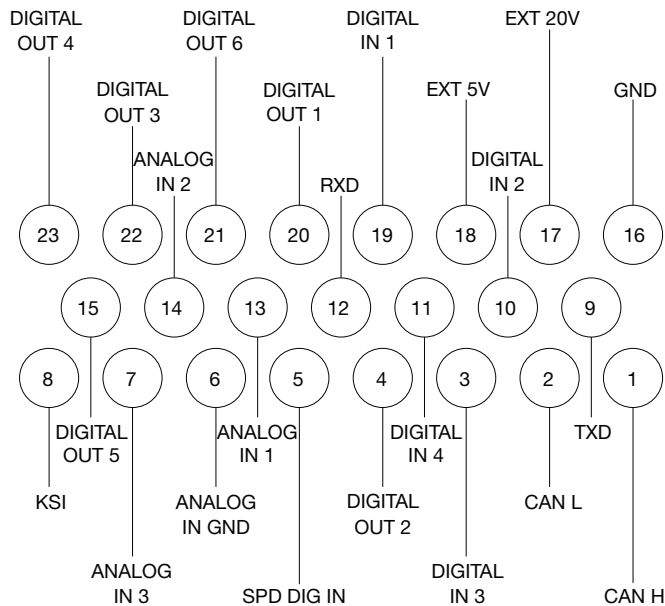 DIGITAL
OUT 4
DIGITAL
OUT 6
DIGITAL
IN 1
EXT 20V
DIGITAL
OUT 3
DIGITAL
OUT 1
EXT 5V
GND
ANALOG
IN 2
RXD
DIGITAL
IN 2
23 22 21 20 19 18 17 16
15 14 13 12 11 10 9
8 7 6 5 4 3 2 1
DIGITAL
OUT 5
ANALOG
IN 1
DIGITAL
IN 4
TXD
KSI
ANALOG
IN GND
DIGITAL
OUT 2
CAN L
ANALOG
IN 3
SPD DIG IN
DIGITAL
IN 3
CAN H